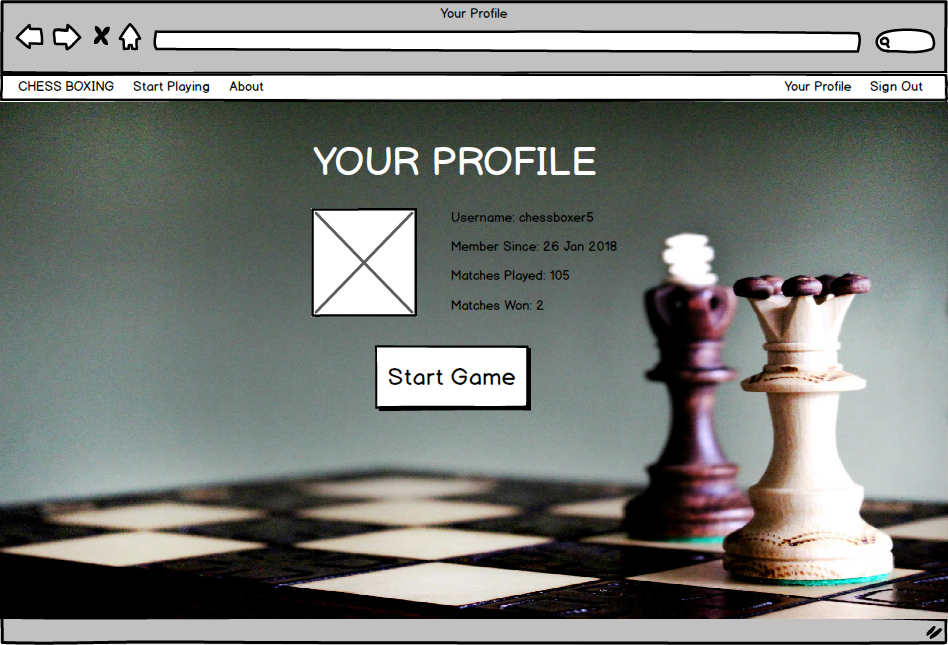 Your Profile
CHESS BOXING Start Playing About Your Profile Sign Out
YOUR PROFILE
Username: chessboxer5
Member Since: 26 Jan 2018
Matches Played: 105
Matches Won: 2
Start Game